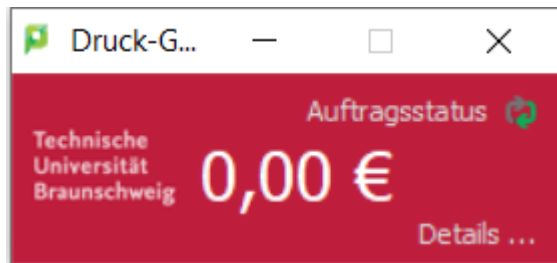 Druck-G...
Auftragsstatus
Technische
Universität
Braunschweig
0,00 €
Details ...